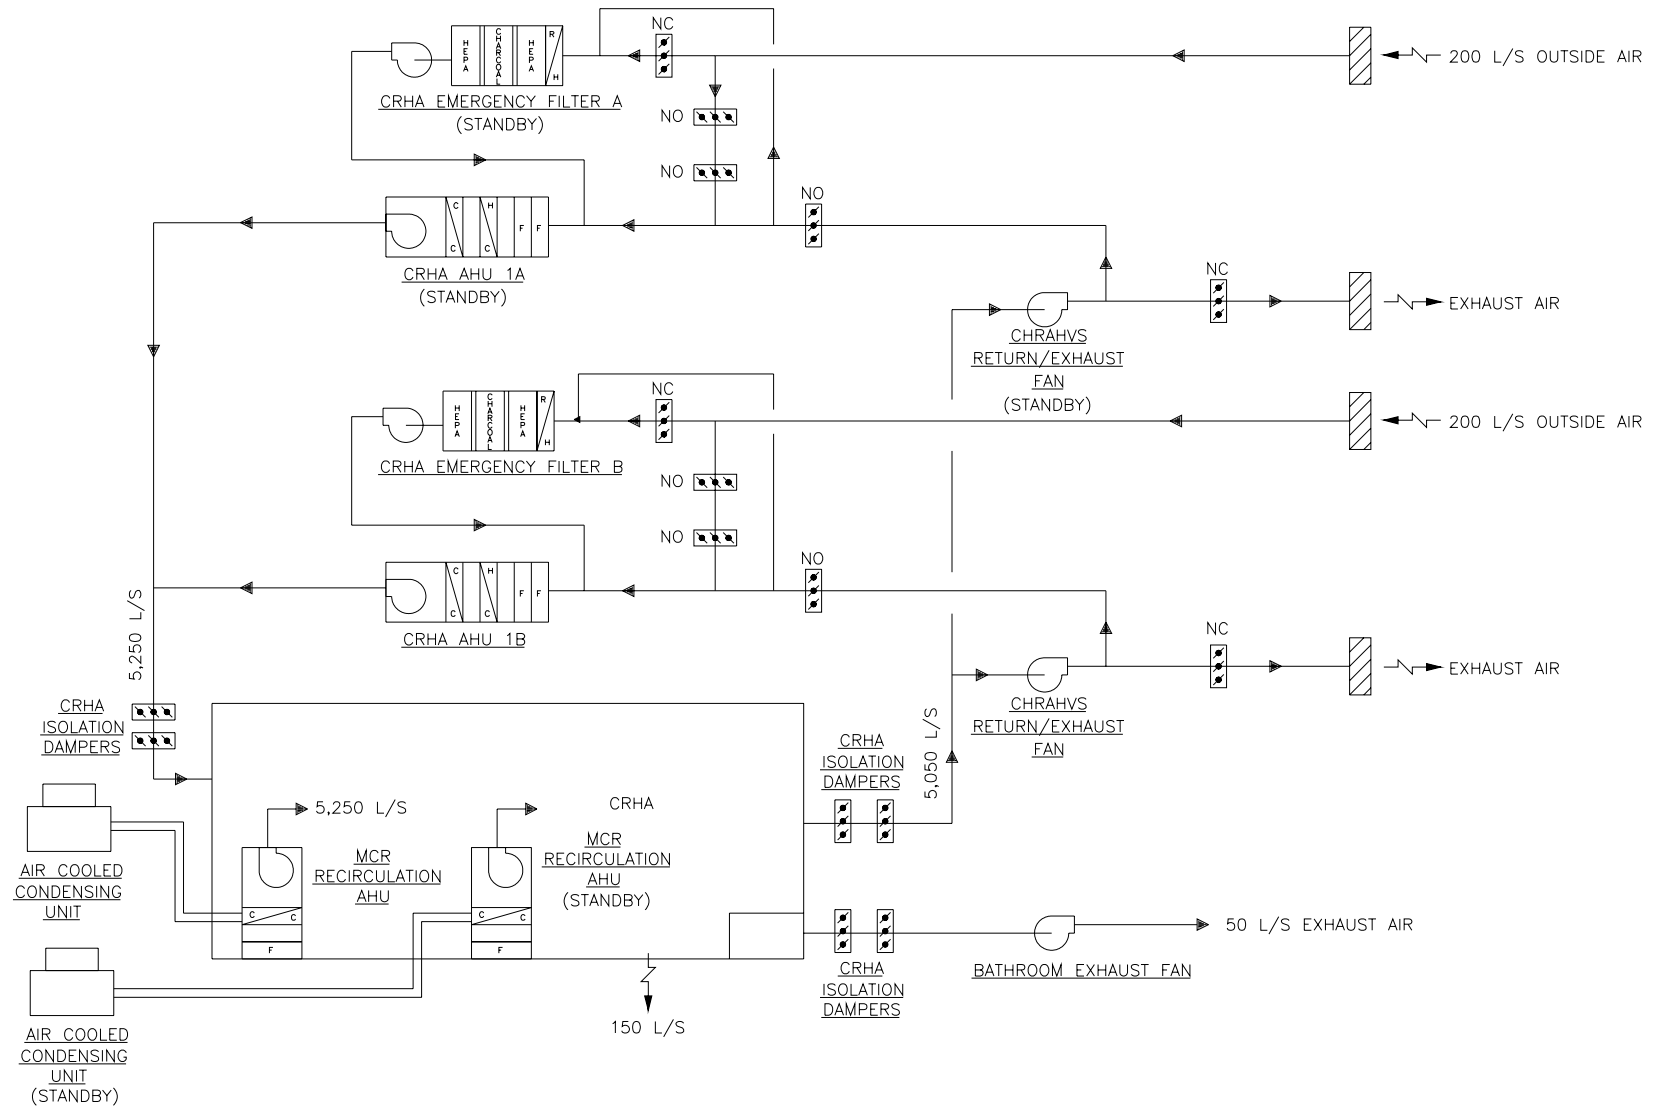 NC
HEPA
CHARCOAL
HEPA
R
H
200 L/S OUTSIDE AIR
CRHA EMERGENCY FILTER A
(STANDBY)
NO
NO
NO
C
C
H
C
F
F
CRHA AHU 1A
(STANDBY)
NC
EXHAUST AIR
CHRAHVS
RETURN/EXHAUST
FAN
(STANDBY)
NC
HEPA
CHARCOAL
HEPA
R
H
200 L/S OUTSIDE AIR
CRHA EMERGENCY FILTER B
NO
NO
NO
C
C
H
C
F
F
CRHA AHU 1B
5,250 L/S
NC
EXHAUST AIR
CHRAHVS
RETURN/EXHAUST
FAN
CRHA
ISOLATION
DAMPERS
CRHA
ISOLATION
DAMPERS
5,050 L/S
5,250 L/S
CRHA
MCR
RECIRCULATION
AHU
MCR
RECIRCULATION
AHU
(STANDBY)
AIR COOLED
CONDENSING
UNIT
C
C
F
C
C
F
50 L/S EXHAUST AIR
BATHROOM EXHAUST FAN
CRHA
ISOLATION
DAMPERS
150 L/S
AIR COOLED
CONDENSING
UNIT
(STANDBY)